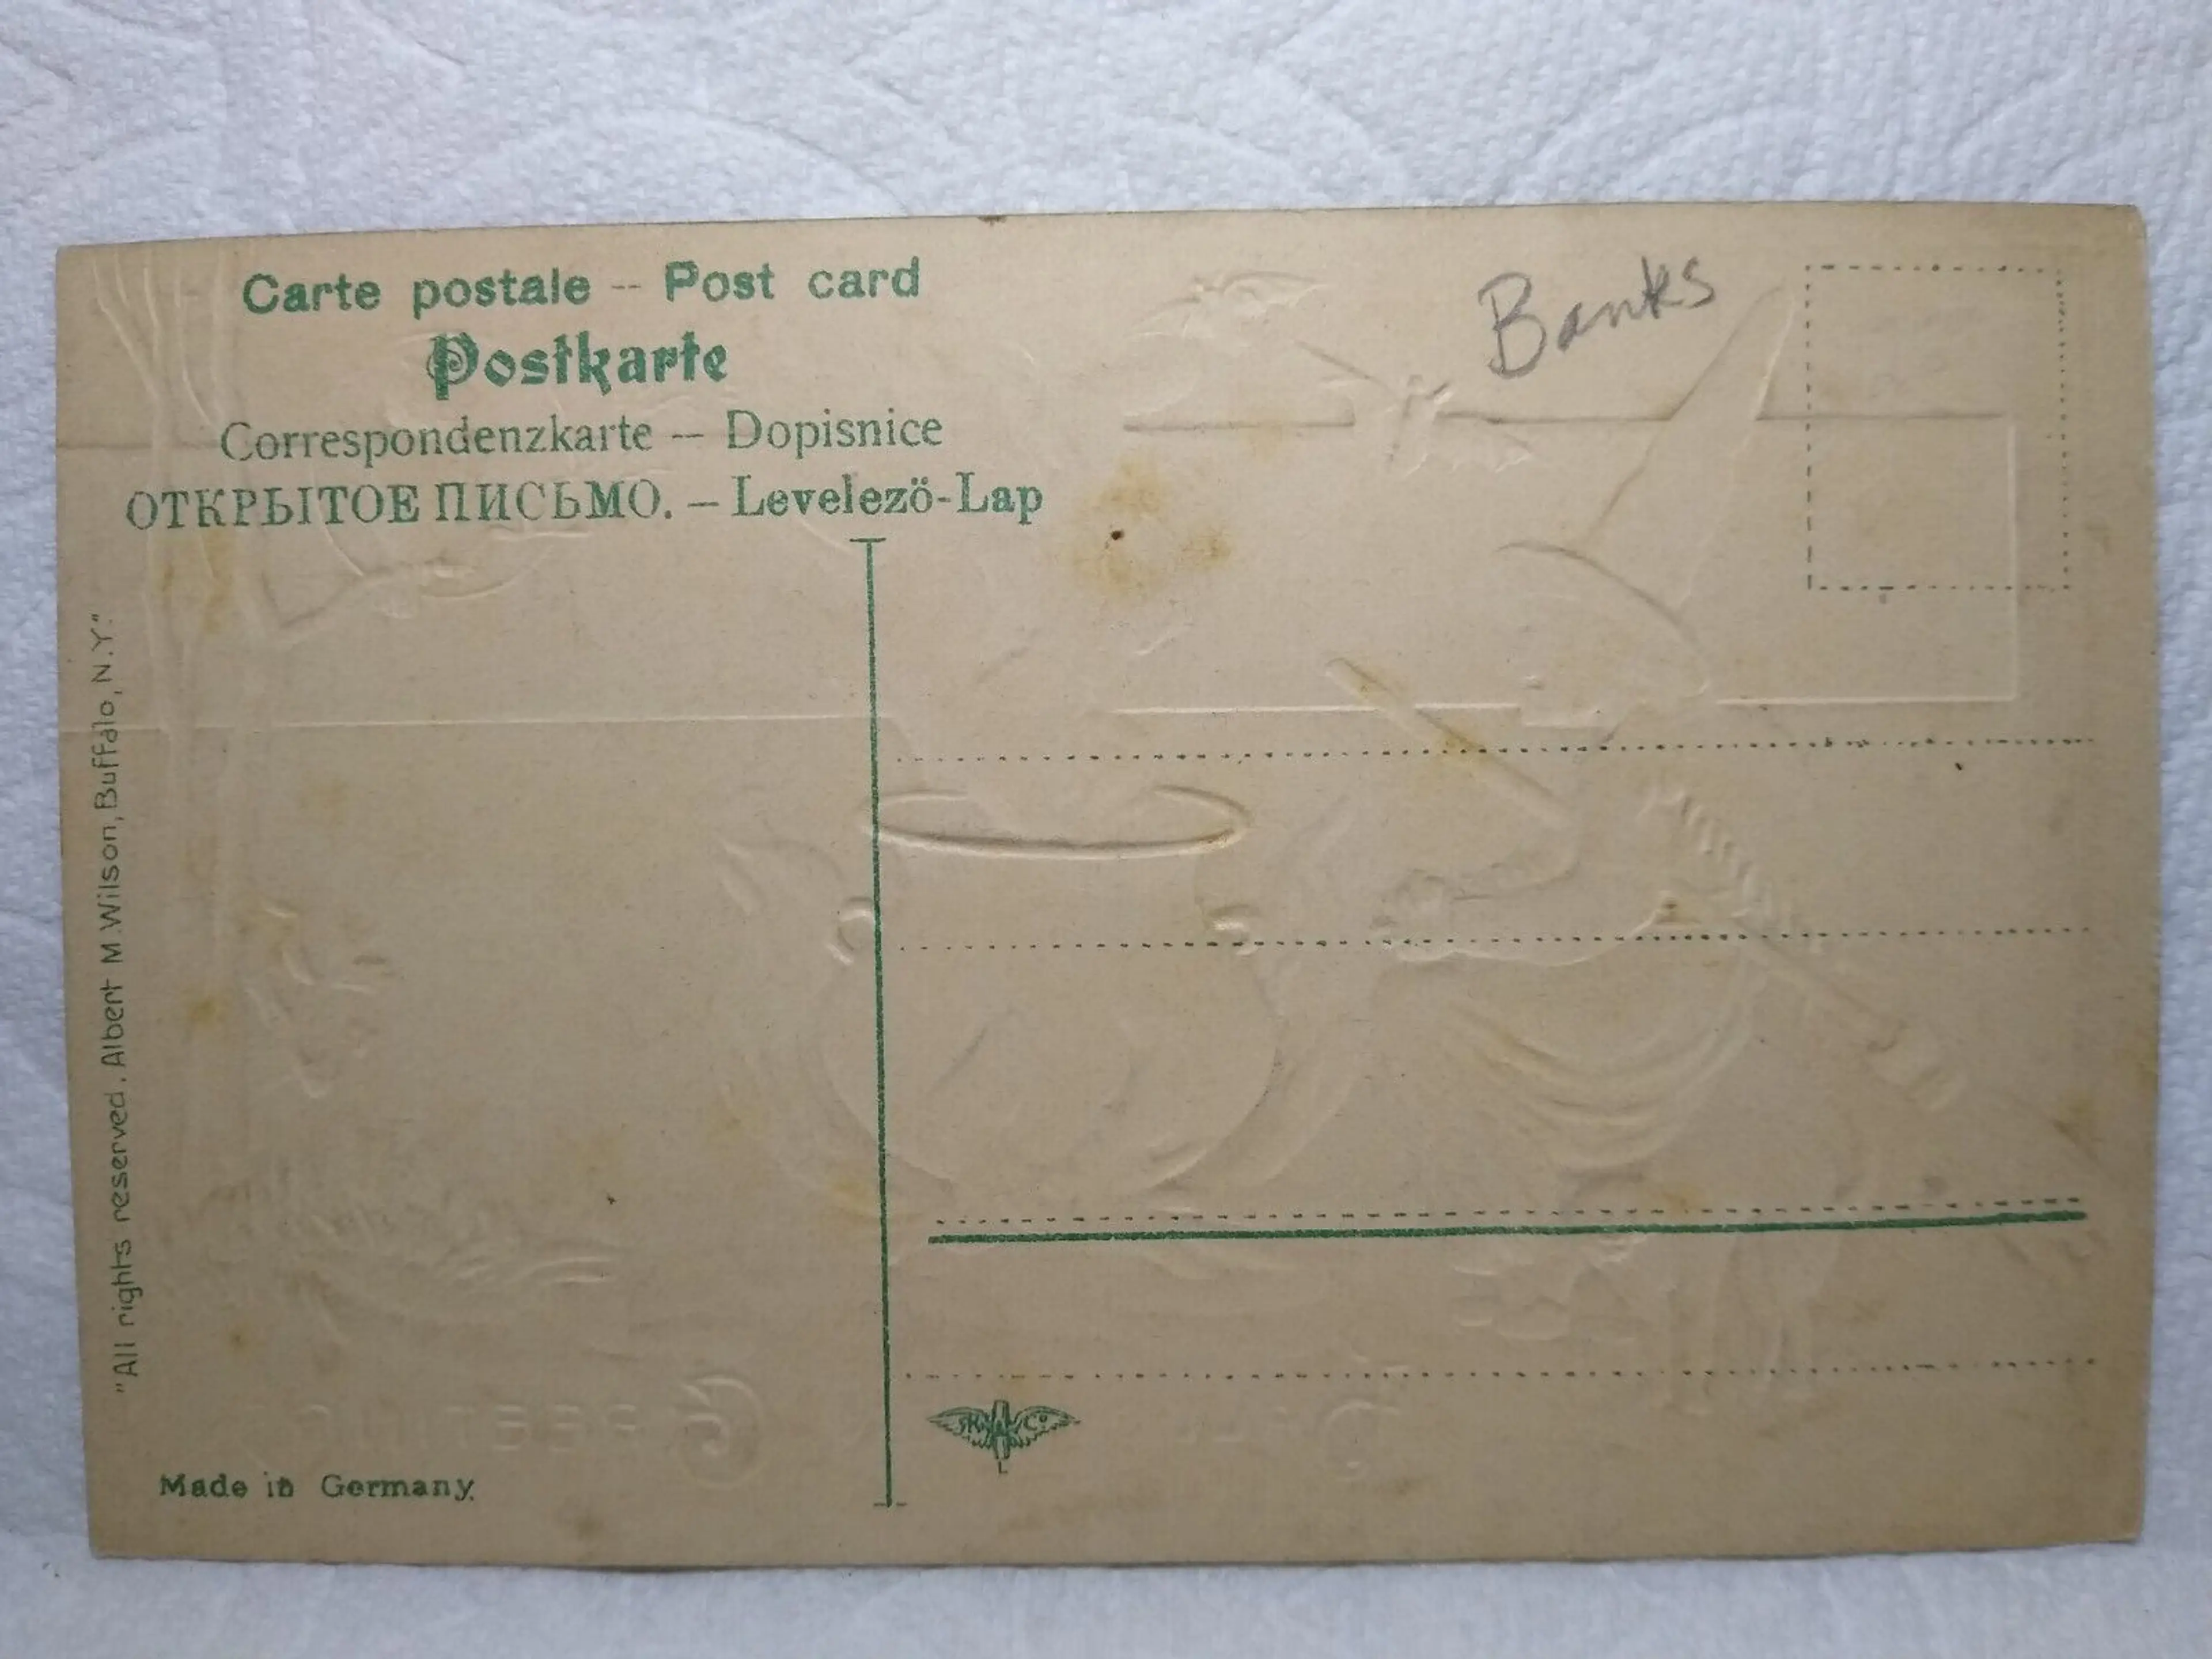 Carte postale -- Post card
Postkarte
Correspondenzkarte -- Dopisnice
ОТКРЫТОЕ ПИСЬМО. — Levelező-Lap
Banks
"All rights reserved. Albert M. Wilson, Buffalo, N.Y."
Made in Germany.